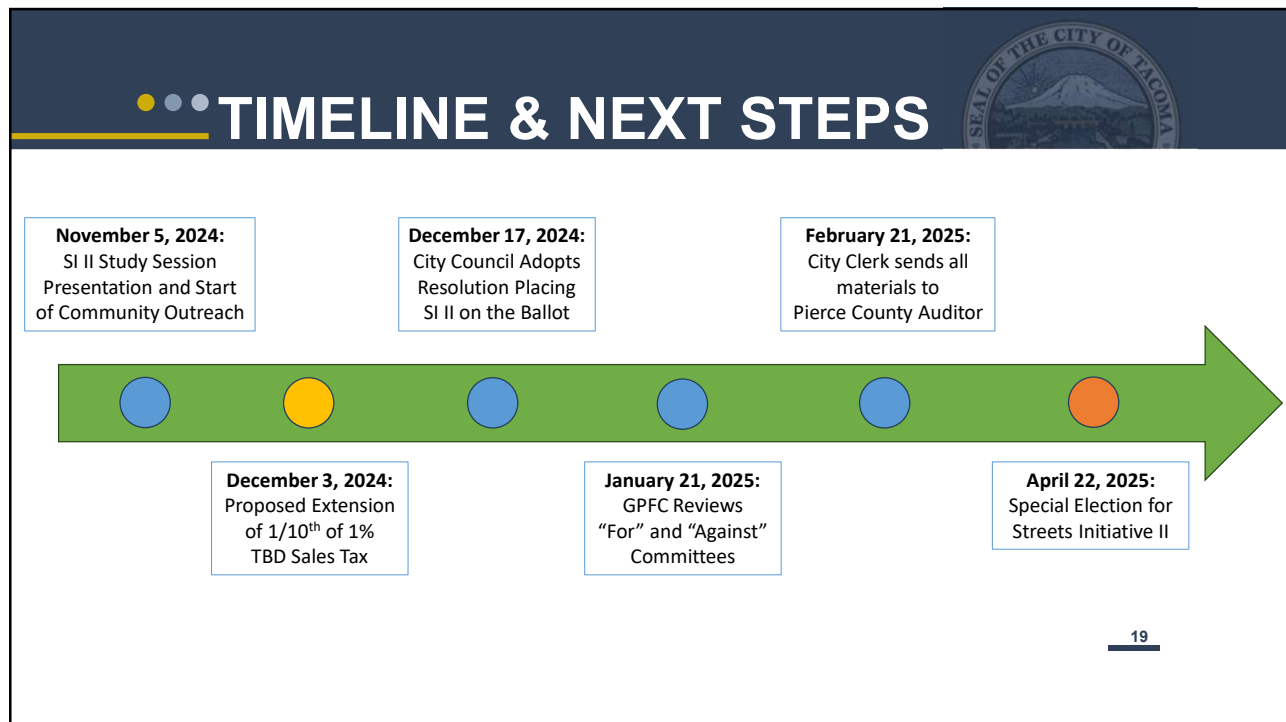 SEAL OF THE CITY OF TACOMA
TIMELINE & NEXT STEPS
November 5, 2024:
SI II Study Session
Presentation and Start
of Community Outreach
December 17, 2024:
City Council Adopts
Resolution Placing
SI II on the Ballot
February 21, 2025:
City Clerk sends all
materials to
Pierce County Auditor
December 3, 2024:
Proposed Extension
of 1/10th of 1%
TBD Sales Tax
January 21, 2025:
GPFC Reviews
“For” and “Against”
Committees
April 22, 2025:
Special Election for
Streets Initiative II
19